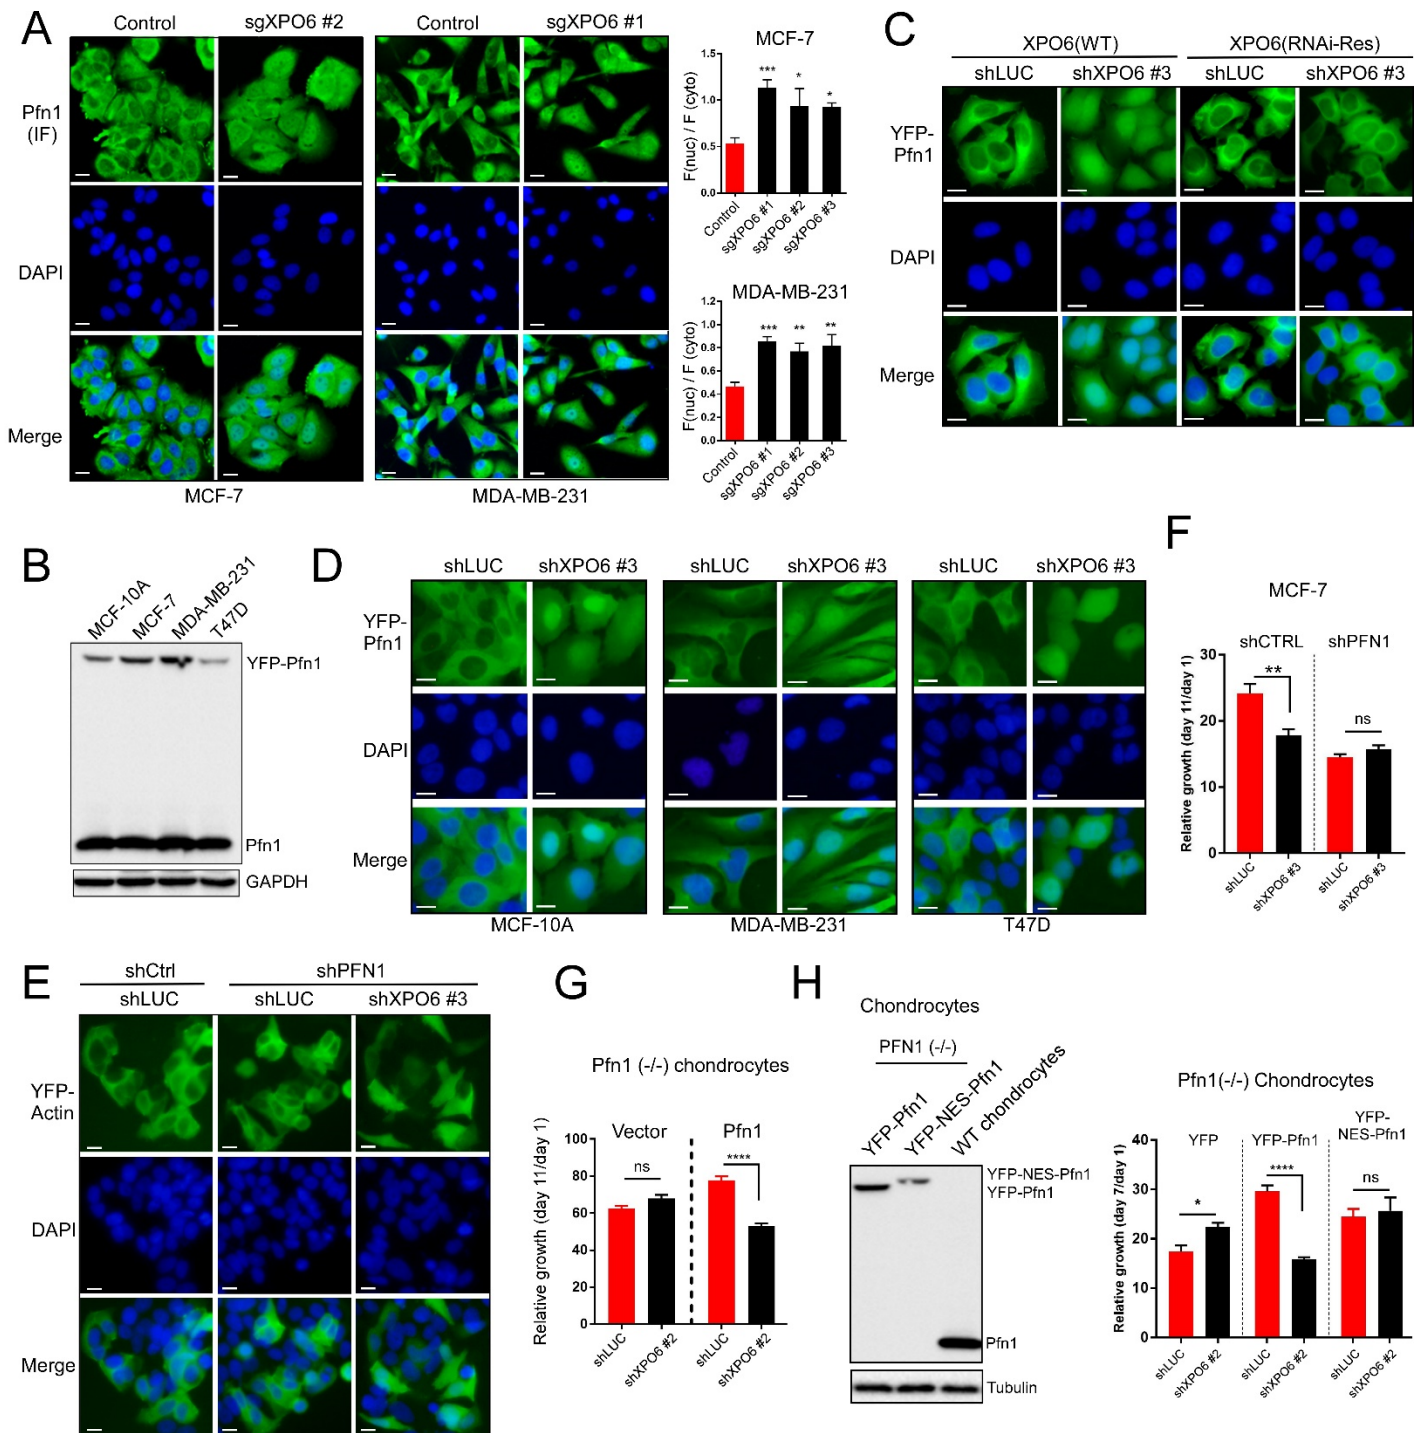 A
Control
sgXPO6 #2
Control
sgXPO6 #1
Pfn1
(IF)
DAPI
Merge
MCF-7
MDA-MB-231
MCF-7
F(nuc) / F (cyto)
1.5
1.0
0.5
0.0
***
*
*
Control
sgXPO6 #1
sgXPO6 #2
sgXPO6 #3
MDA-MB-231
F(nuc) / F (cyto)
1.2
1.0
0.8
0.6
0.4
0.2
0.0
***
**
**
Control
sgXPO6 #1
sgXPO6 #2
sgXPO6 #3
C
XPO6(WT)
XPO6(RNAi-Res)
shLUC
shXPO6 #3
shLUC
shXPO6 #3
YFP-
Pfn1
DAPI
Merge
B
MCF-10A
MCF-7
MDA-MB-231
T47D
YFP-Pfn1
Pfn1
GAPDH
D
shLUC
shXPO6 #3
shLUC
shXPO6 #3
shLUC
shXPO6 #3
YFP-
Pfn1
DAPI
Merge
MCF-10A
MDA-MB-231
T47D
F
MCF-7
shCTRL
shPFN1
Relative growth (day 11/day 1)
30
20
10
0
**
ns
shLUC
shXPO6 #3
shLUC
shXPO6 #3
E
shCtrl
shPFN1
shLUC
shLUC
shXPO6 #3
YFP-
Actin
DAPI
Merge
G
Pfn1 (-/-) chondrocytes
Vector
Pfn1
Relative growth (day 11/day 1)
100
80
60
40
20
0
ns
****
shLUC
shXPO6 #2
shLUC
shXPO6 #2
H
Chondrocytes
PFN1 (-/-)
YFP-Pfn1
YFP-NES-Pfn1
WT chondrocytes
YFP-NES-Pfn1
YFP-Pfn1
Pfn1
Tubulin
Pfn1(-/-) Chondrocytes
YFP
YFP-Pfn1
YFP-
NES-Pfn1
Relative growth (day 7/day 1)
40
30
20
10
0
*
****
ns
shLUC
shXPO6 #2
shLUC
shXPO6 #2
shLUC
shXPO6 #2